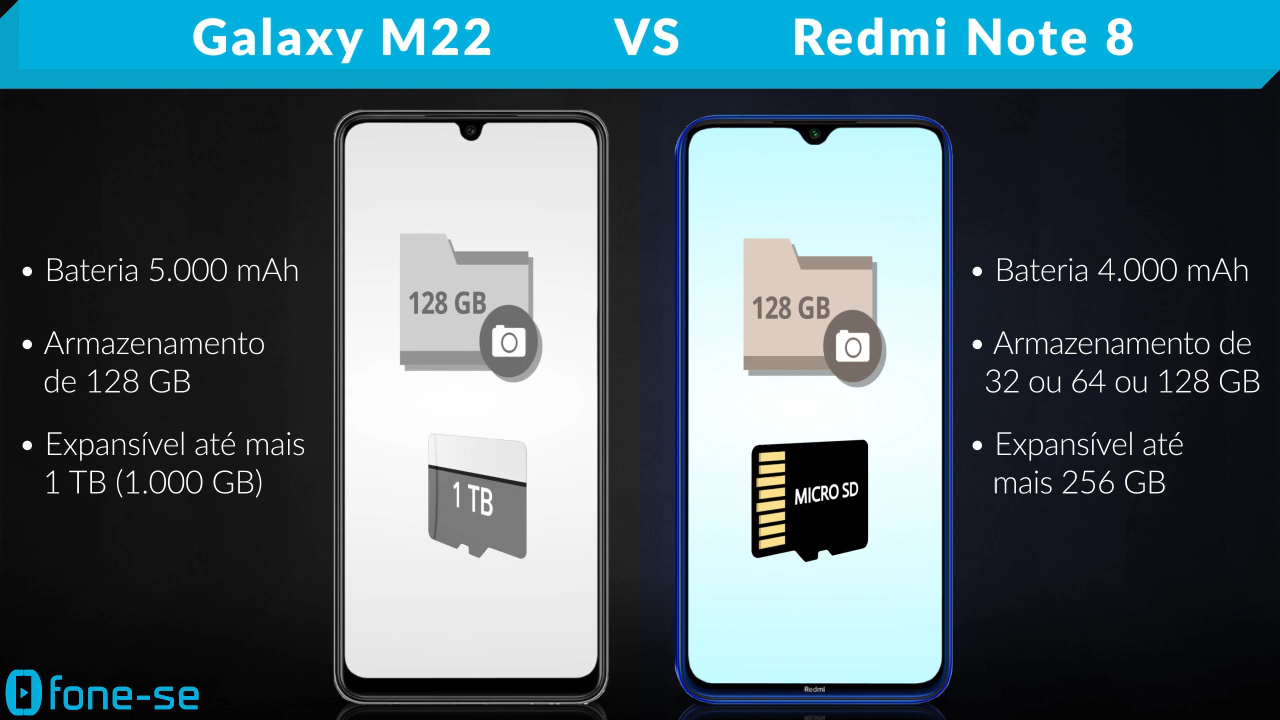 Galaxy M22 VS Redmi Note 8
• Bateria 5.000 mAh
• Armazenamento
de 128 GB
• Expansível até mais
1 TB (1.000 GB)
128 GB
1 TB
128 GB
MICRO SD
Redmi
• Bateria 4.000 mAh
• Armazenamento de
32 ou 64 ou 128 GB
• Expansível até
mais 256 GB
fone-se